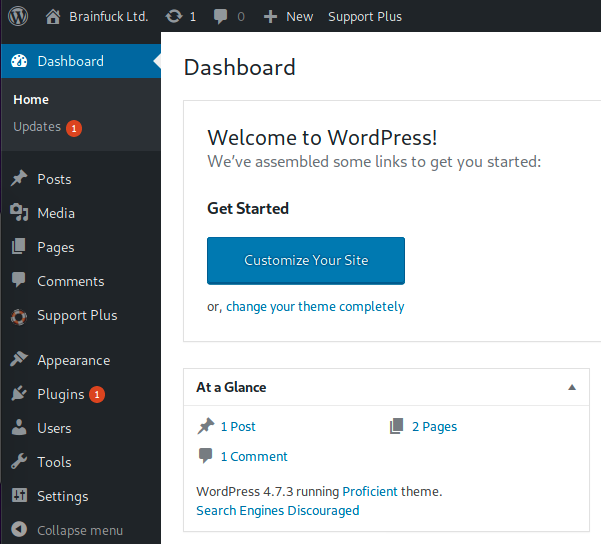 Brainfuck Ltd. 1 0 + New Support Plus
Dashboard
Home
Updates 1
Posts
Media
Pages
Comments
Support Plus
Appearance
Plugins 1
Users
Tools
Settings
Collapse menu
Dashboard
Welcome to WordPress!
We’ve assembled some links to get you started:
Get Started
Customize Your Site
or, change your theme completely
At a Glance
1 Post 2 Pages
1 Comment
WordPress 4.7.3 running Proficient theme.
Search Engines Discouraged